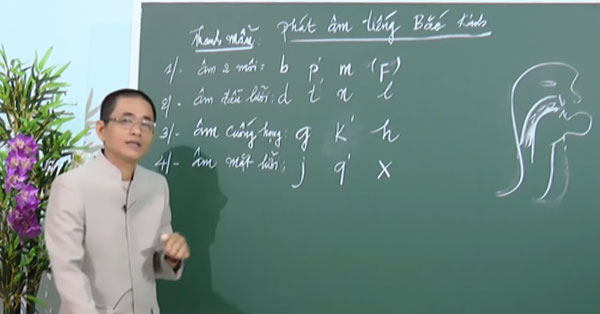 Thanh mẫu: Phát âm tiếng Bắc Kinh
1/- âm 2 môi: b p' m (F)
2/- âm đầu lưỡi: d t' n l
3/- âm cuống họng: g k' h
4/- âm mặt lưỡi: j q' x